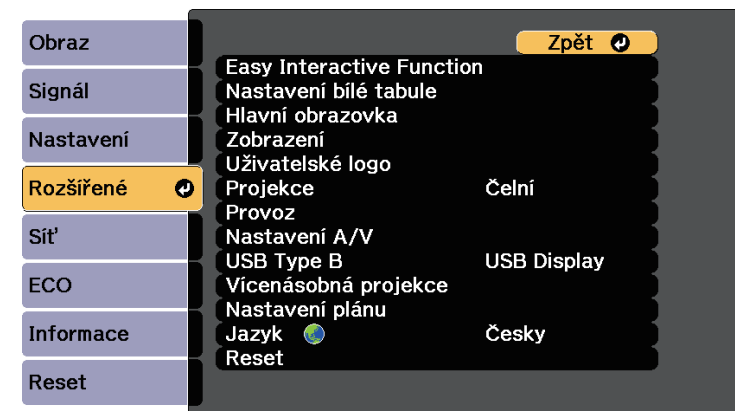 Obraz
Signál
Nastavení
Rozšířené
Síť
ECO
Informace
Reset
Zpět
Easy Interactive Function
Nastavení bílé tabule
Hlavní obrazovka
Zobrazení
Uživatelské logo
Projekce Čelní
Provoz
Nastavení A/V
USB Type B USB Display
Vícenásobná projekce
Nastavení plánu
Jazyk Česky
Reset